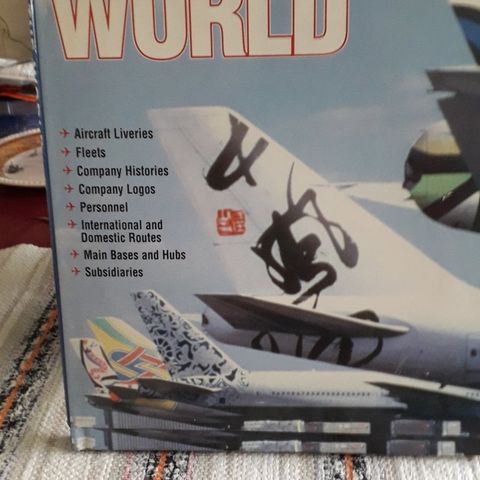 WORLD
Aircraft Liveries
Fleets
Company Histories
Company Logos
Personnel
International and
Domestic Routes
Main Bases and Hubs
Subsidiaries